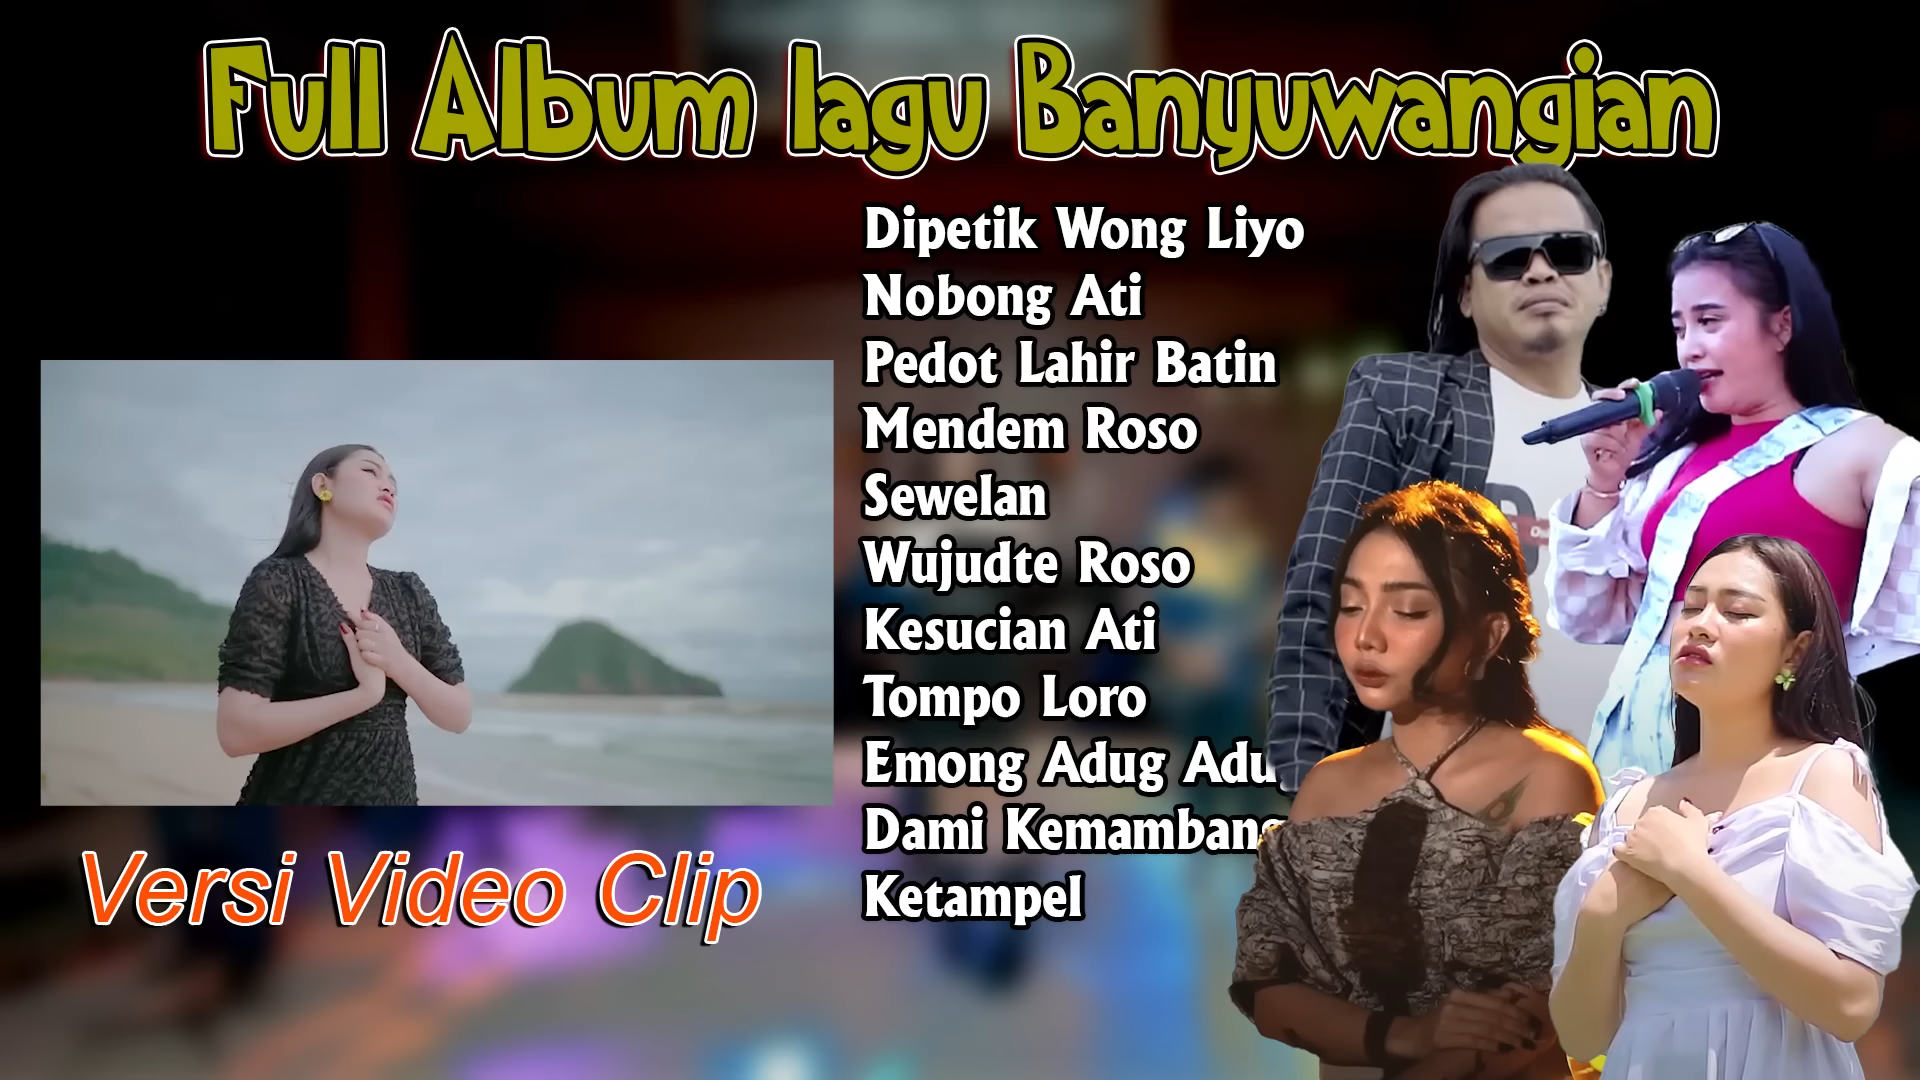 Full Album lagu Banyuwangian
Dipetik Wong Liyo
Nobong Ati
Pedot Lahir Batin
Mendem Roso
Sewelan
Wujudte Roso
Kesucian Ati
Tompo Loro
Emong Adug
Dami Kemambang
Ketampel
Versi Video Clip